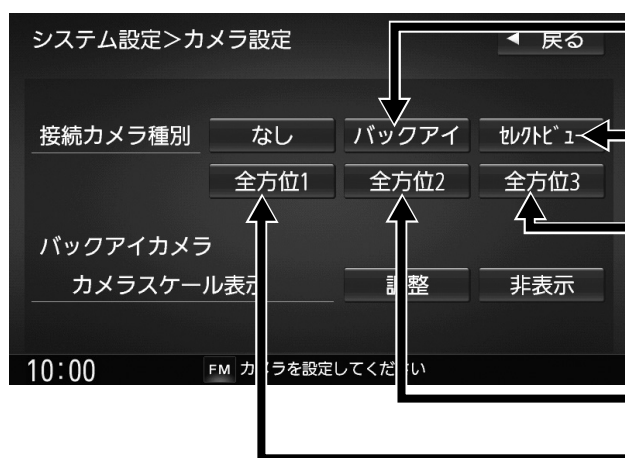 システム設定＞カメラ設定 ◀ 戻る
接続カメラ種別 なし バックアイ ｾﾚｸﾄﾋﾞｭｰ
全方位1 全方位2 全方位3
バックアイカメラ
カメラスケール表示 調整 非表示
10:00 FM カメラを設定してください